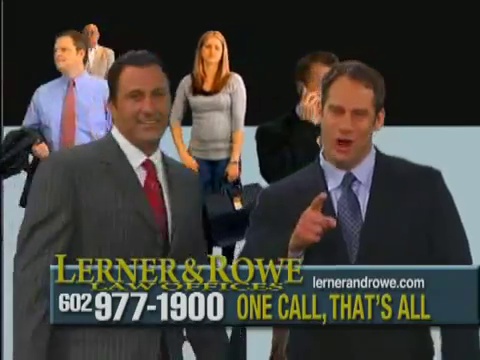 LERNER & ROWE
LAW OFFICES
lernerandrowe.com
602 977-1900 ONE CALL, THAT'S ALL